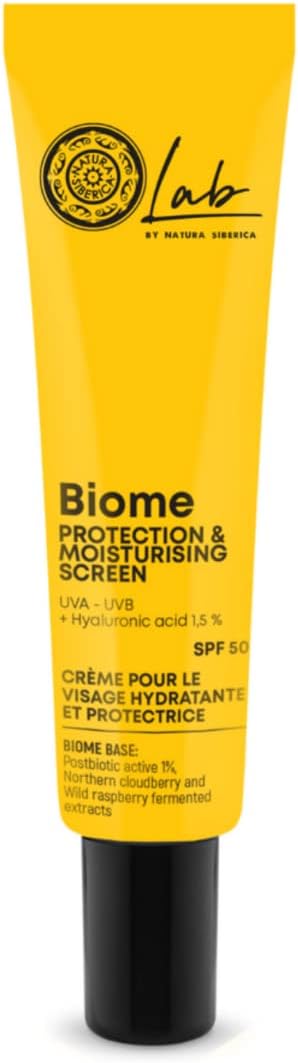 NATURA
SIBERICA
Lab
BY NATURA SIBERICA
Biome
PROTECTION &
MOISTURISING
SCREEN
UVA - UVB
+ Hyaluronic acid 1,5 %
SPF 50
CRÈME POUR LE
VISAGE HYDRATANTE
ET PROTECTRICE
BIOME BASE:
Postbiotic active 1%,
Northern cloudberry and
Wild raspberry fermented
extracts